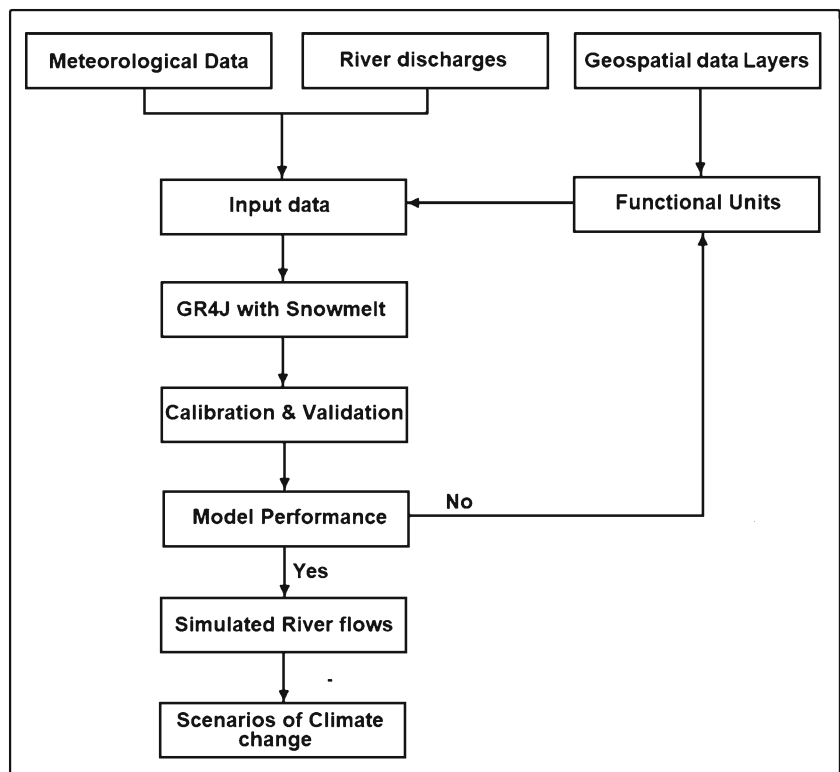 Meteorological Data
River discharges
Geospatial data Layers
Input data
Functional Units
GR4J with Snowmelt
Calibration & Validation
Model Performance
No
Yes
Simulated River flows
Scenarios of Climate
change